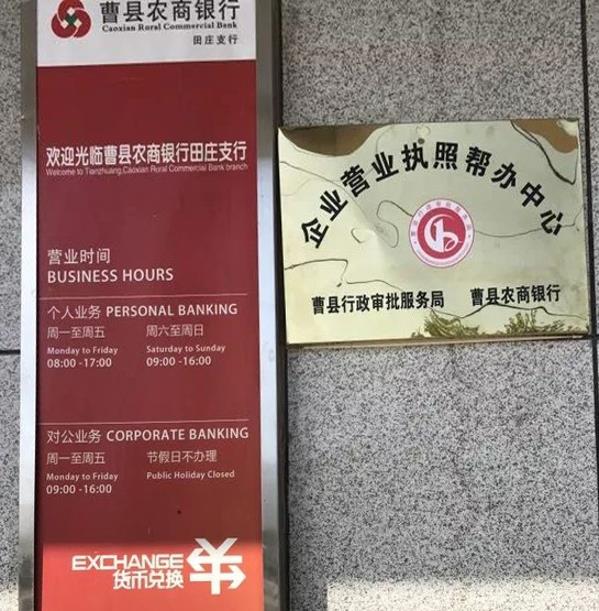 曹县农商银行
Caoxian Rural Commercial Bank
田庄支行
欢迎光临曹县农商银行田庄支行
Welcome to Tianzhuang,Caoxian Rural Commercial Bank branch
营业时间
BUSINESS HOURS
个人业务 PERSONAL BANKING
周一至周五 周六至周日
Monday to Friday Saturday to Sunday
08:00 -17:00 09:00 -16:00
对公业务 CORPORATE BANKING
周一至周五 节假日不办理
Monday to Friday Public Holiday Closed
09:00 -16:00
EXCHANGE
货币兑换
企业营业执照帮办中心
曹县行政审批服务局 曹县农商银行